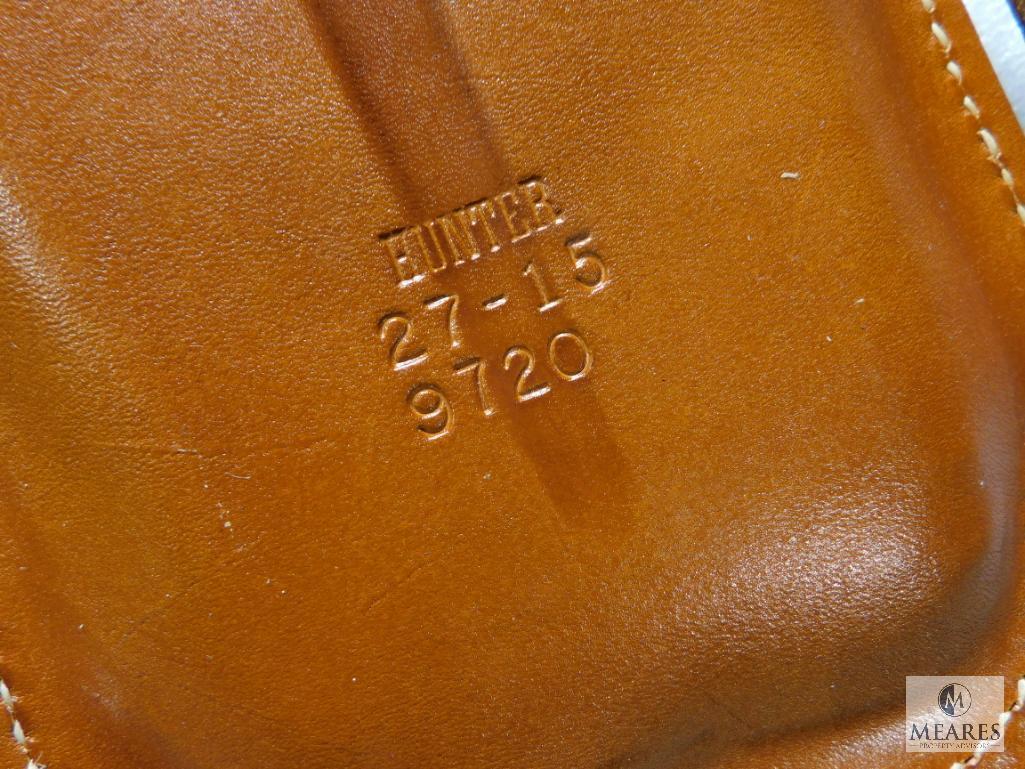 HUNTER
27-15
9720
M
MEARES
PROPERTY ADVISORS